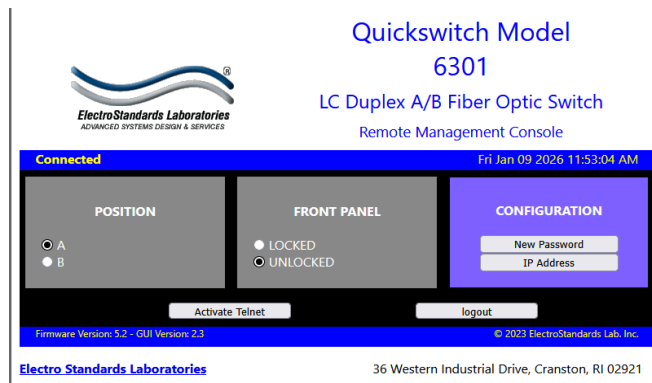 Quickswitch Model
6301
LC Duplex A/B Fiber Optic Switch
Remote Management Console
®
ElectroStandards Laboratories
ADVANCED SYSTEMS DESIGN & SERVICES
Connected
Fri Jan 09 2026 11:53:04 AM
POSITION
A
B
FRONT PANEL
LOCKED
UNLOCKED
CONFIGURATION
New Password
IP Address
Activate Telnet
logout
Firmware Version: 5.2 - GUI Version: 2.3
© 2023 ElectroStandards Lab. Inc.
Electro Standards Laboratories
36 Western Industrial Drive, Cranston, RI 02921